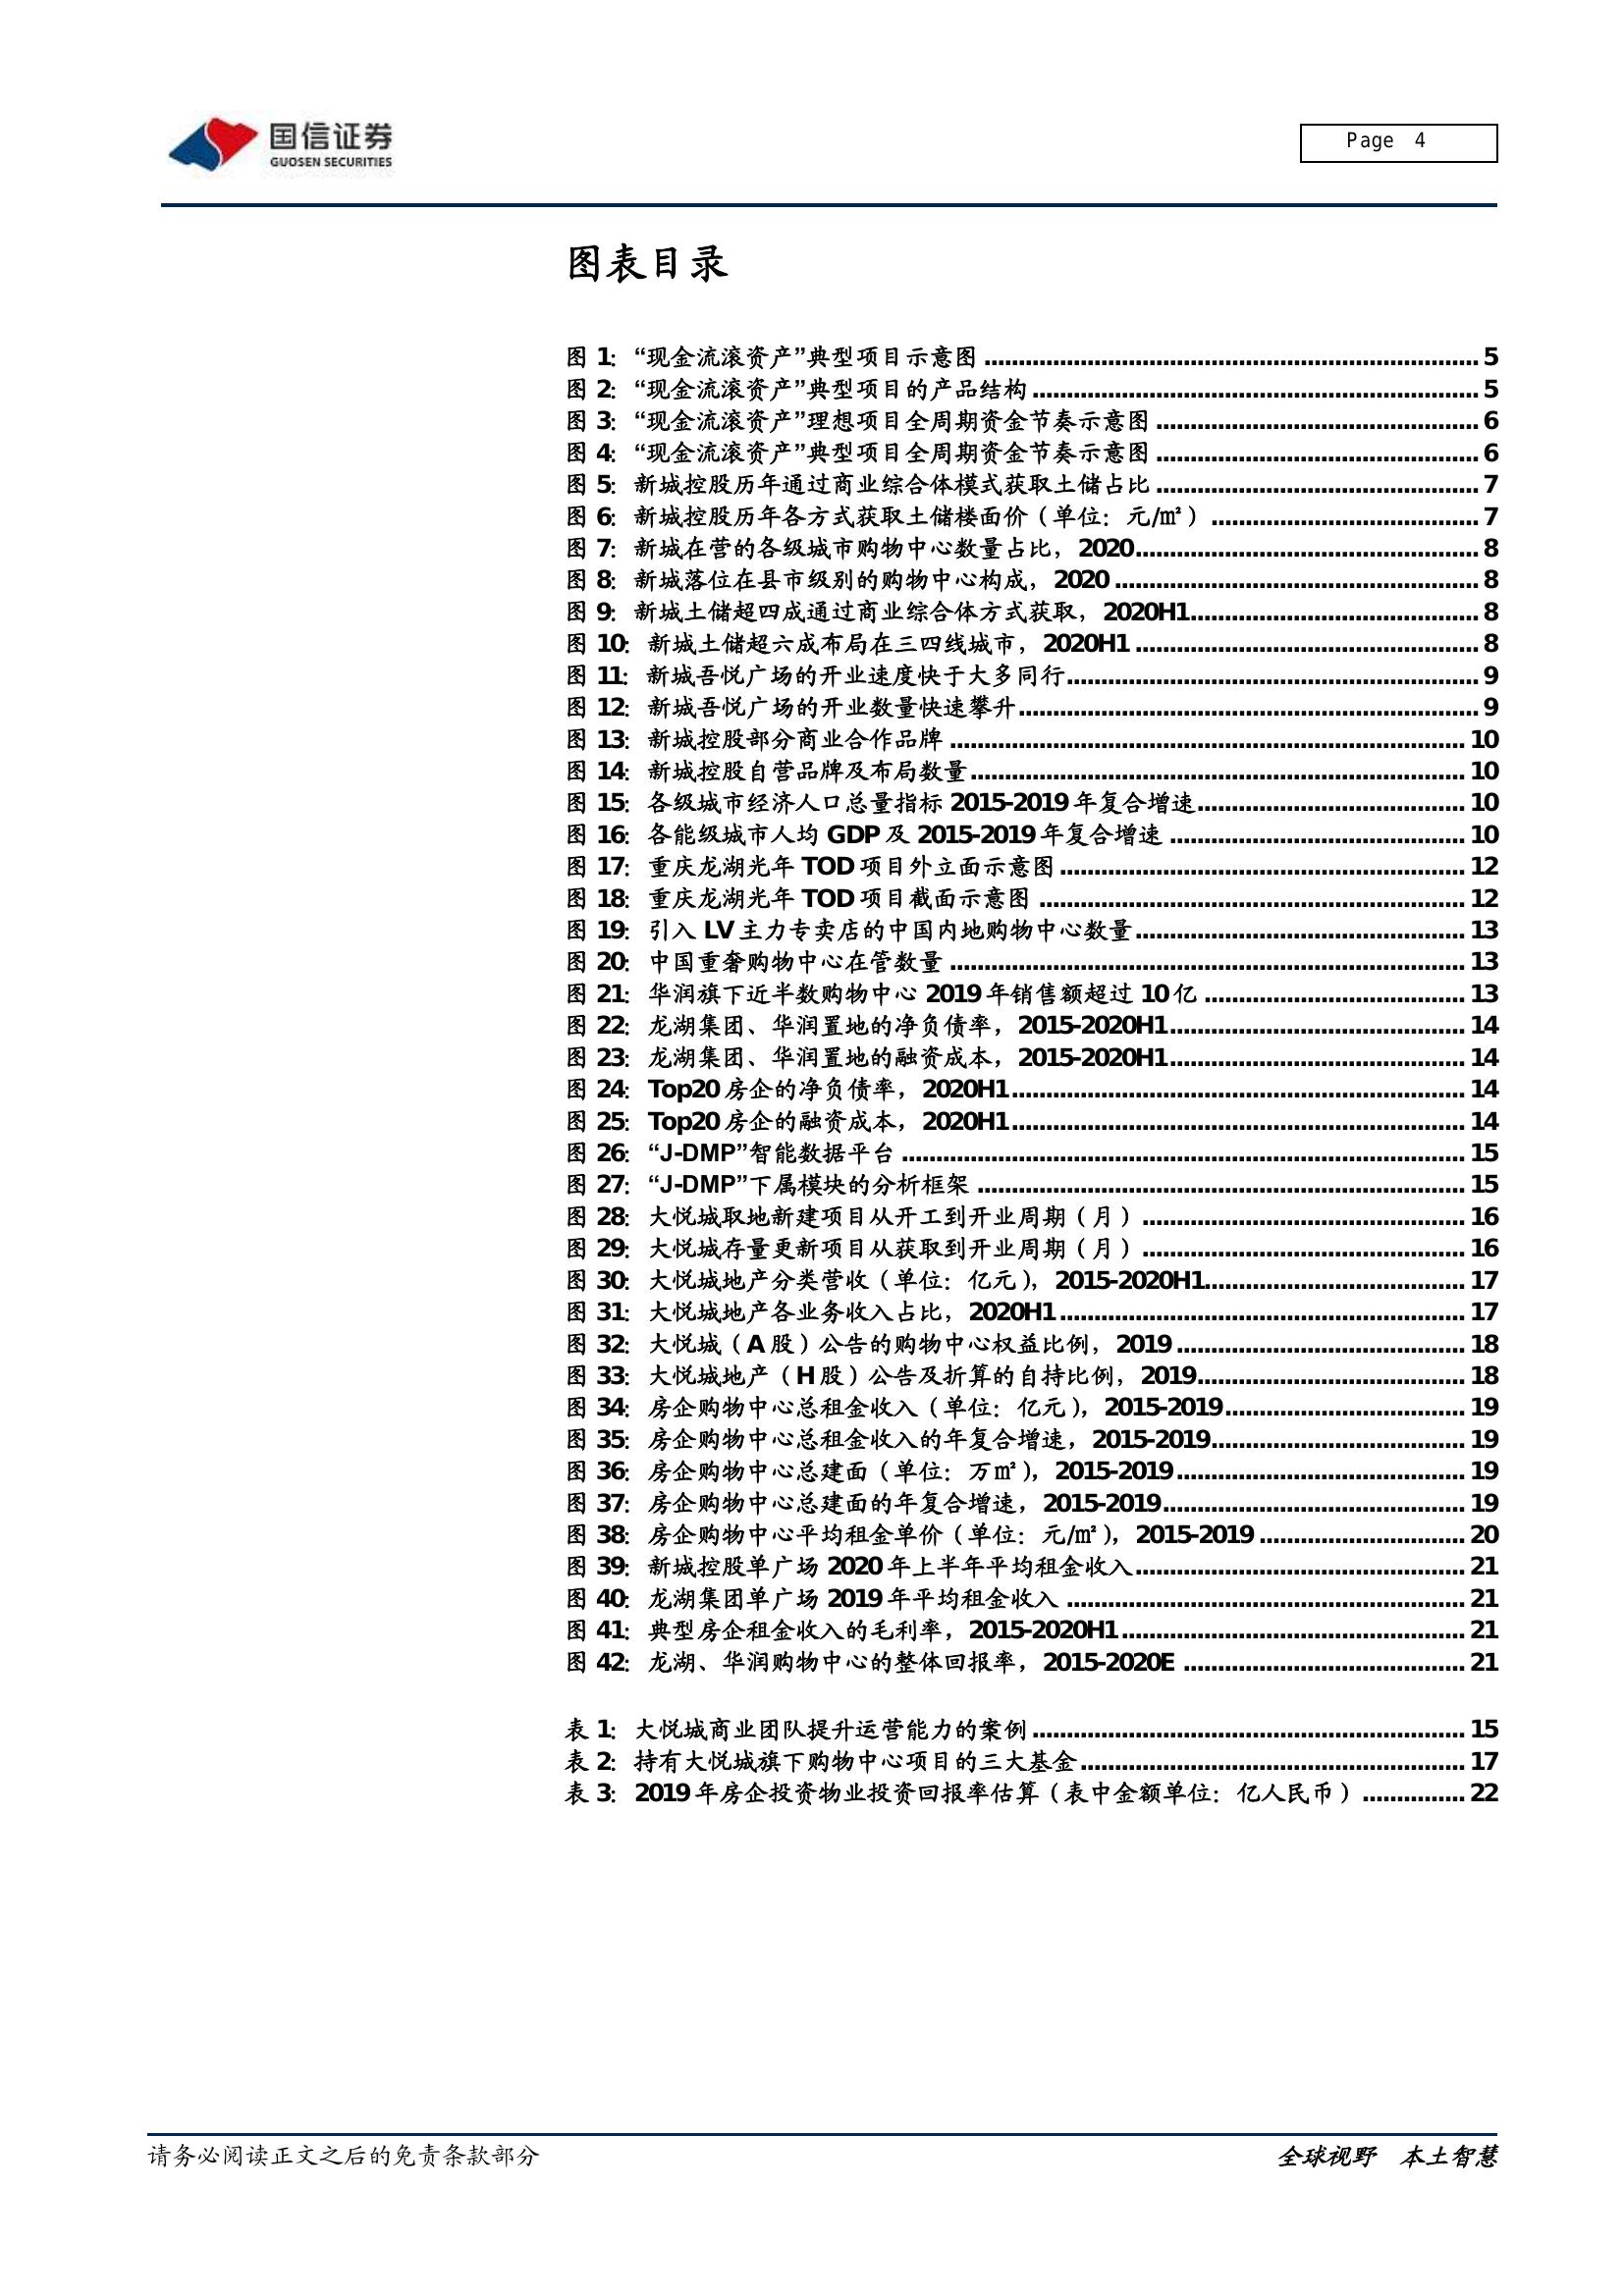 国信证券
GUOSEN SECURITIES
Page 4
图表目录
图 1：“现金流滚资产”典型项目示意图 ........ 5
图 2：“现金流滚资产”典型项目的产品结构 ........ 5
图 3：“现金流滚资产”理想项目全周期资金节奏示意图 ........ 6
图 4：“现金流滚资产”典型项目全周期资金节奏示意图 ........ 6
图 5：新城控股历年通过商业综合体模式获取土储占比 ........ 7
图 6：新城控股历年各方式获取土储楼面价（单位：元/㎡） ........ 7
图 7：新城在营的各级城市购物中心数量占比，2020 ........ 8
图 8：新城落位在县市级别的购物中心构成，2020 ........ 8
图 9：新城土储超四成通过商业综合体方式获取，2020H1 ........ 8
图 10：新城土储超六成布局在三四线城市，2020H1 ........ 8
图 11：新城吾悦广场的开业速度快于大多同行 ........ 9
图 12：新城吾悦广场的开业数量快速攀升 ........ 9
图 13：新城控股部分商业合作品牌 ........ 10
图 14：新城控股自营品牌及布局数量 ........ 10
图 15：各级城市经济人口总量指标 2015-2019 年复合增速 ........ 10
图 16：各能级城市人均 GDP 及 2015-2019 年复合增速 ........ 10
图 17：重庆龙湖光年 TOD 项目外立面示意图 ........ 12
图 18：重庆龙湖光年 TOD 项目截面示意图 ........ 12
图 19：引入 LV 主力专卖店的中国内地购物中心数量 ........ 13
图 20：中国重奢购物中心在管数量 ........ 13
图 21：华润旗下近半数购物中心 2019 年销售额超过 10 亿 ........ 13
图 22：龙湖集团、华润置地的净负债率，2015-2020H1 ........ 14
图 23：龙湖集团、华润置地的融资成本，2015-2020H1 ........ 14
图 24：Top20 房企的净负债率，2020H1 ........ 14
图 25：Top20 房企的融资成本，2020H1 ........ 14
图 26：“J-DMP”智能数据平台 ........ 15
图 27：“J-DMP”下属模块的分析框架 ........ 15
图 28：大悦城取地新建项目从开工到开业周期（月） ........ 16
图 29：大悦城存量更新项目从获取到开业周期（月） ........ 16
图 30：大悦城地产分类营收（单位：亿元），2015-2020H1 ........ 17
图 31：大悦城地产各业务收入占比，2020H1 ........ 17
图 32：大悦城（A 股）公告的购物中心权益比例，2019 ........ 18
图 33：大悦城地产（H 股）公告及折算的自持比例，2019 ........ 18
图 34：房企购物中心总租金收入（单位：亿元），2015-2019 ........ 19
图 35：房企购物中心总租金收入的年复合增速，2015-2019 ........ 19
图 36：房企购物中心总建面（单位：万㎡），2015-2019 ........ 19
图 37：房企购物中心总建面的年复合增速，2015-2019 ........ 19
图 38：房企购物中心平均租金单价（单位：元/㎡），2015-2019 ........ 20
图 39：新城控股单广场 2020 年上半年平均租金收入 ........ 21
图 40：龙湖集团单广场 2019 年平均租金收入 ........ 21
图 41：典型房企租金收入的毛利率，2015-2020H1 ........ 21
图 42：龙湖、华润购物中心的整体回报率，2015-2020E ........ 21
表 1：大悦城商业团队提升运营能力的案例 ........ 15
表 2：持有大悦城旗下购物中心项目的三大基金 ........ 17
表 3：2019 年房企投资物业投资回报率估算（表中金额单位：亿人民币） ........ 22
请务必阅读正文之后的免责条款部分
全球视野 本土智慧